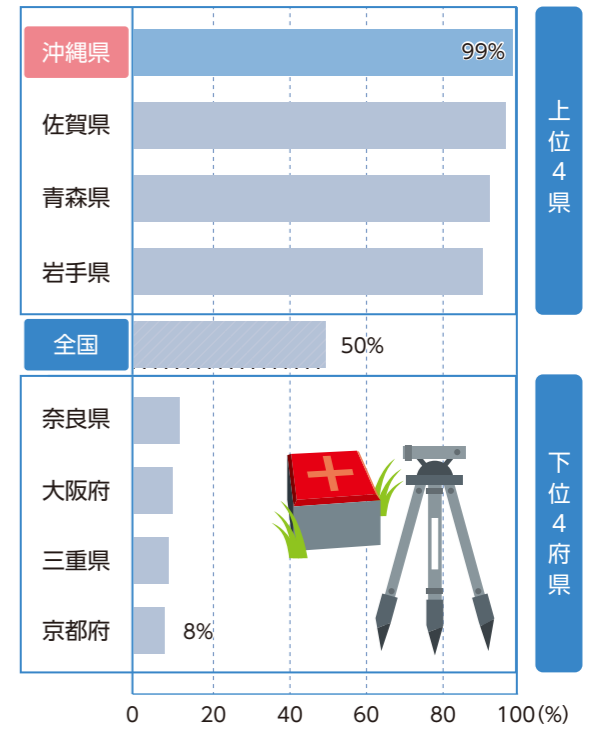 沖縄県 99%
佐賀県
青森県
岩手県
上位4県
全国 50%
奈良県
大阪府
三重県
京都府 8%
下位4府県
0 20 40 60 80 100(%)